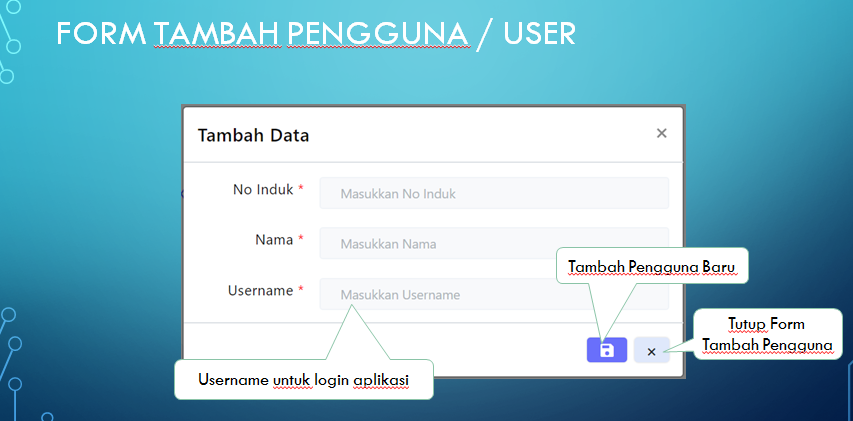 FORM TAMBAH PENGGUNA / USER
Tambah Data ×
No Induk * Masukkan No Induk
Nama * Masukkan Nama
Tambah Pengguna Baru
Username * Masukkan Username
Tutup Form
Tambah Pengguna
×
Username untuk login aplikasi